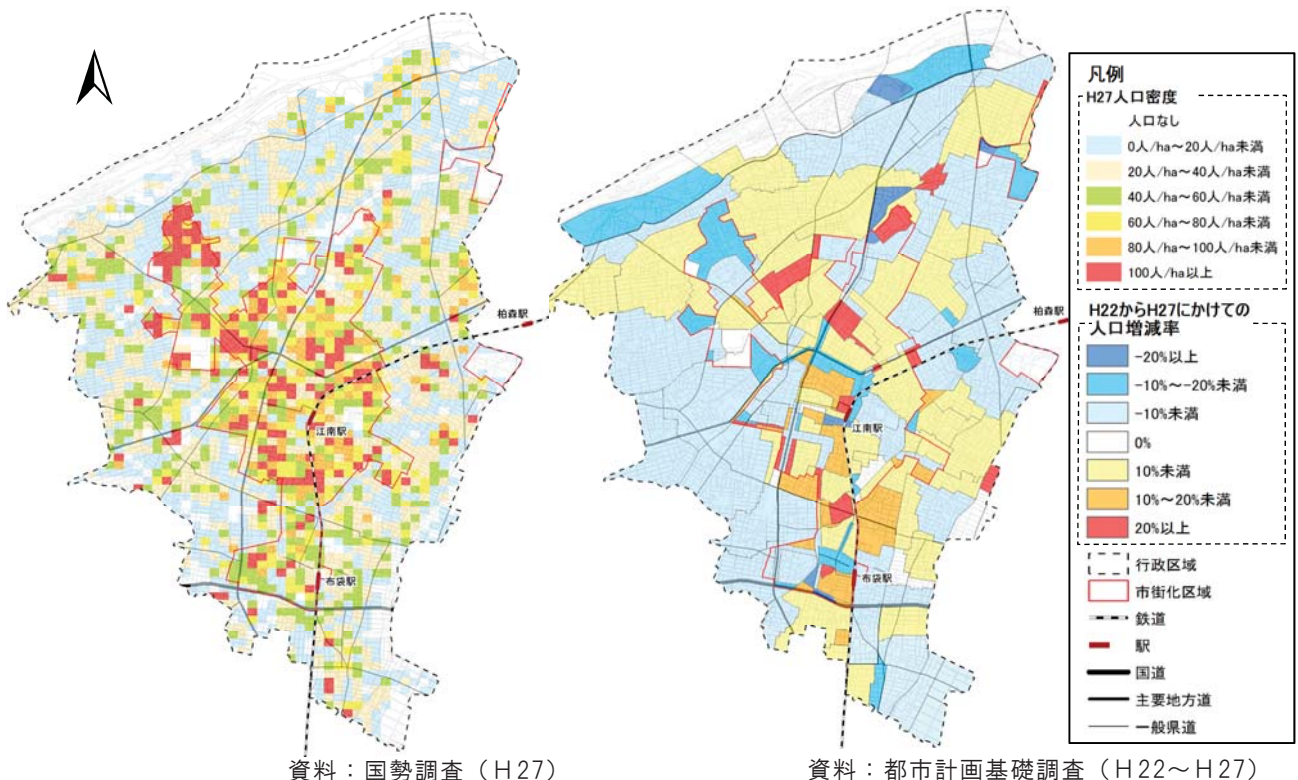 柏森駅
江南駅
布袋駅
資料：国勢調査（H27）
柏森駅
江南駅
布袋駅
資料：都市計画基礎調査（H22～H27）
凡例
H27人口密度
人口なし
0人/ha～20人/ha未満
20人/ha～40人/ha未満
40人/ha～60人/ha未満
60人/ha～80人/ha未満
80人/ha～100人/ha未満
100人/ha以上
H22からH27にかけての
人口増減率
-20%以上
-10%～-20%未満
-10%未満
0%
10%未満
10%～20%未満
20%以上
行政区域
市街化区域
鉄道
駅
国道
主要地方道
一般県道